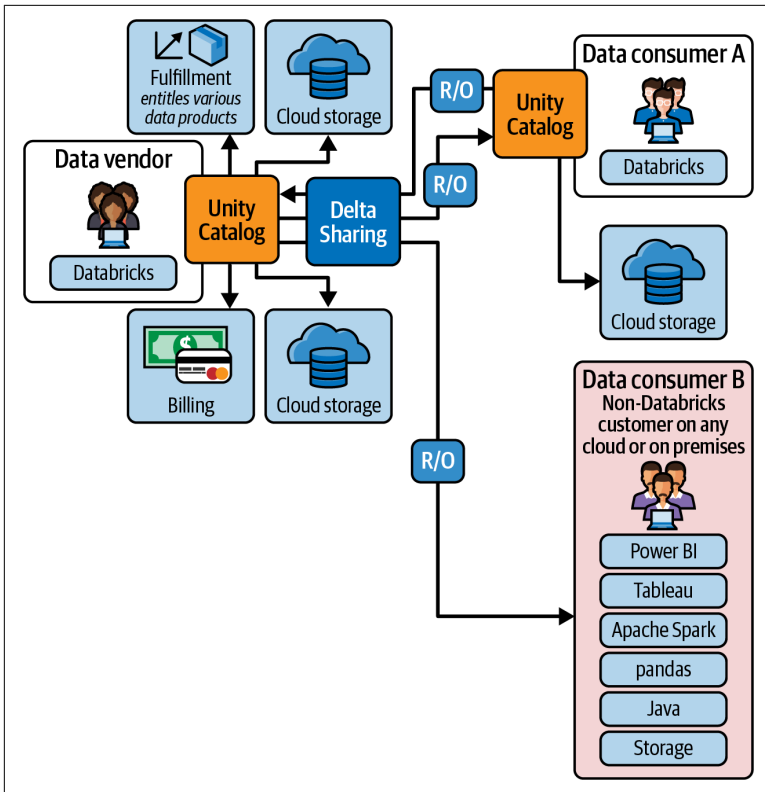 Fulfillment
entitles various
data products
Cloud storage
Data vendor
Databricks
Unity
Catalog
Delta
Sharing
R/O
R/O
Unity
Catalog
Data consumer A
Databricks
Cloud storage
$
Billing
Cloud storage
R/O
Data consumer B
Non-Databricks
customer on any
cloud or on premises
Power BI
Tableau
Apache Spark
pandas
Java
Storage